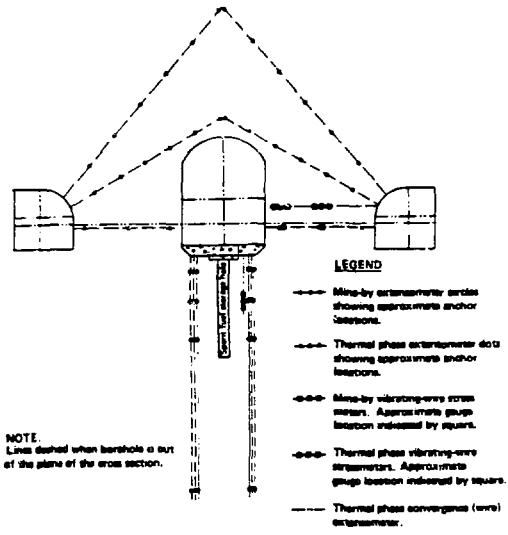 Spent fuel storage hole
LEGEND
Mine-by extensometer circles
showing approximate anchor
locations.
Thermal phase extensometer dots
showing approximate anchor
locations.
Mine-by vibrating-wire stress
meters. Approximate gauge
location indicated by square.
Thermal phase vibrating-wire
stressmeters. Approximate
gauge location indicated by square.
Thermal phase convergence (wire)
extensometer.
NOTE:
Lines dashed when borehole is out
of the plane of the cross section.